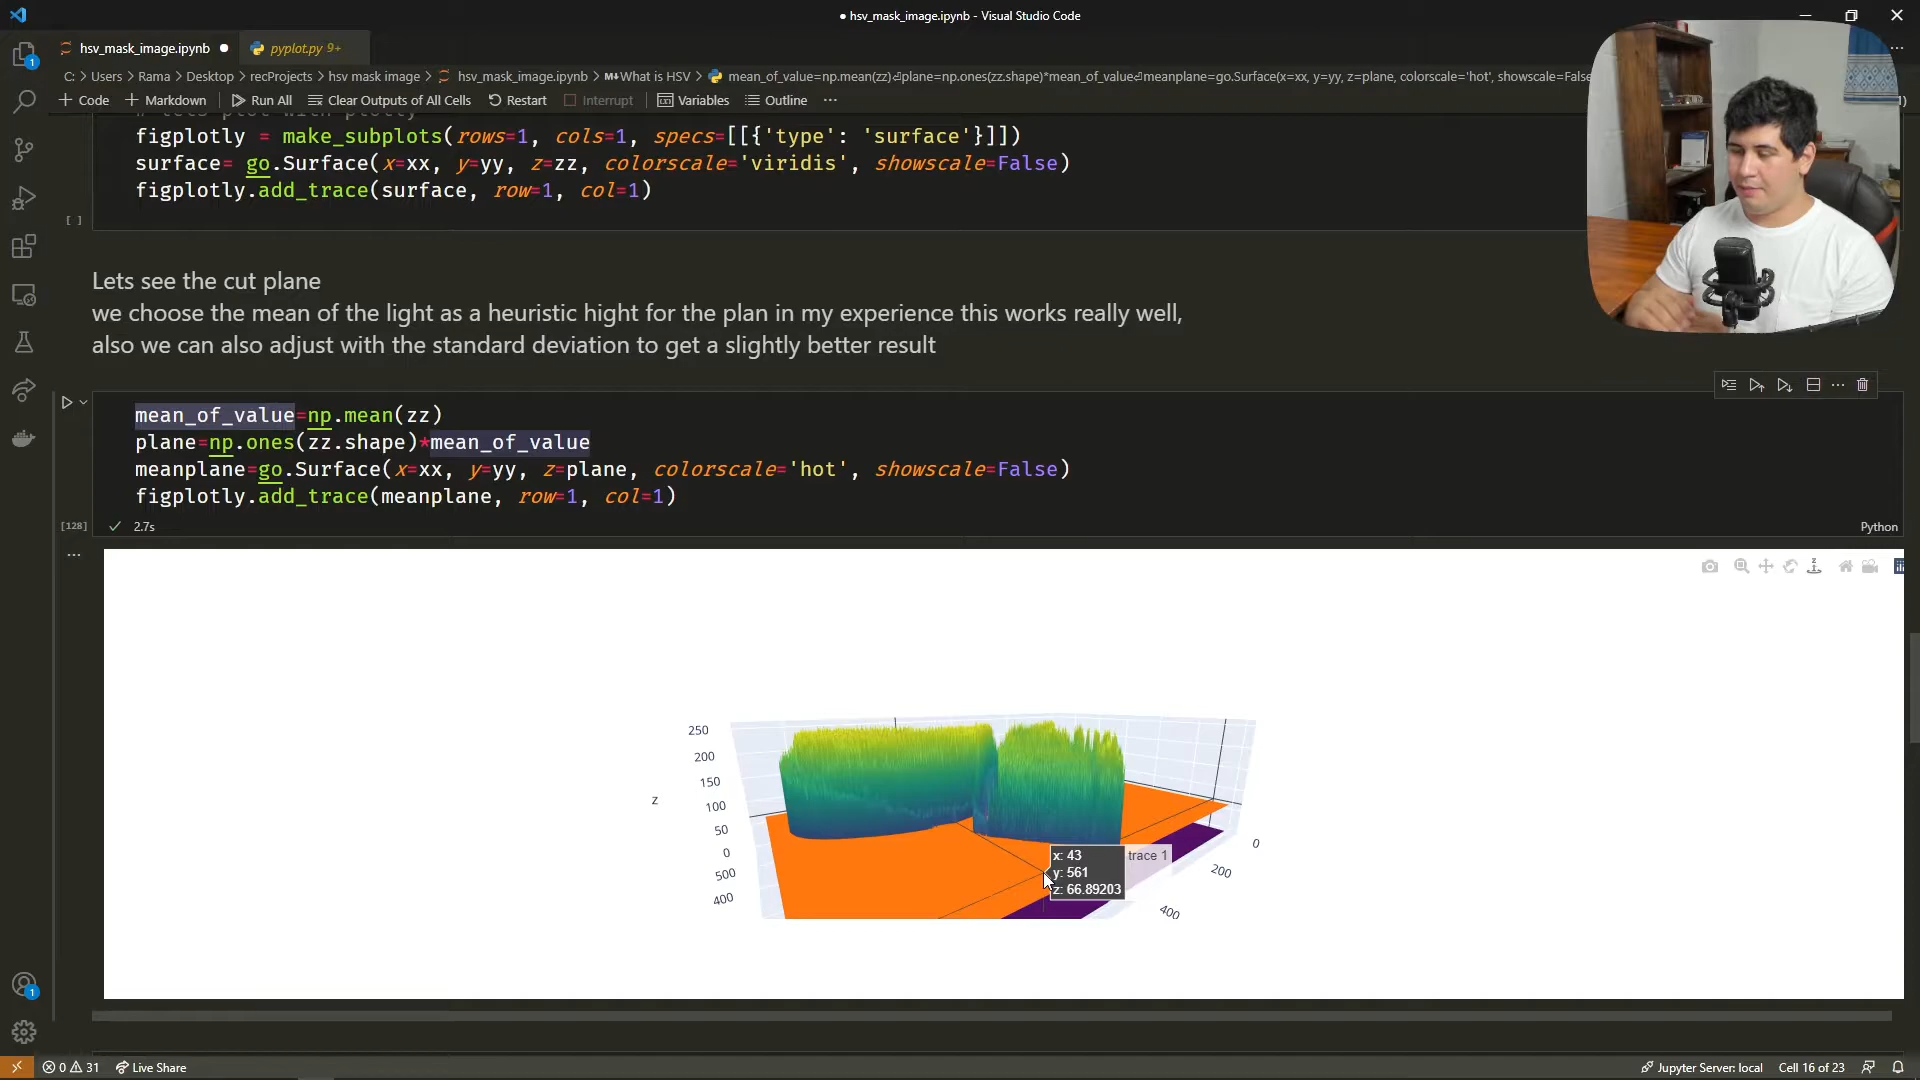 ● hsv_mask_image.ipynb - Visual Studio Code
hsv_mask_image.ipynb ●
pyplot.py 9+
C: > Users > Rama > Desktop > recProjects > hsv mask image > hsv_mask_image.ipynb > M↓What is HSV > mean_of_value=np.mean(zz)⏎plane=np.ones(zz.shape)*mean_of_value⏎meanplane=go.Surface(x=xx, y=yy, z=plane, colorscale='hot', showscale=False
+ Code + Markdown Run All Clear Outputs of All Cells Restart Interrupt Variables Outline ...
figplotly = make_subplots(rows=1, cols=1, specs=[[{'type': 'surface'}]])
surface= go.Surface(x=xx, y=yy, z=zz, colorscale='viridis', showscale=False)
figplotly.add_trace(surface, row=1, col=1)
[ ]
Lets see the cut plane
we choose the mean of the light as a heuristic hight for the plan in my experience this works really well,
also we can also adjust with the standard deviation to get a slightly better result
mean_of_value=np.mean(zz)
plane=np.ones(zz.shape)*mean_of_value
meanplane=go.Surface(x=xx, y=yy, z=plane, colorscale='hot', showscale=False)
figplotly.add_trace(meanplane, row=1, col=1)
[128] ✓ 2.7s
Python
250
200
150
z
100
50
0
500
400
x: 43
y: 561
z: 66.89203
trace 1
0
200
400
1
1
0 31 Live Share
Jupyter Server: local Cell 16 of 23